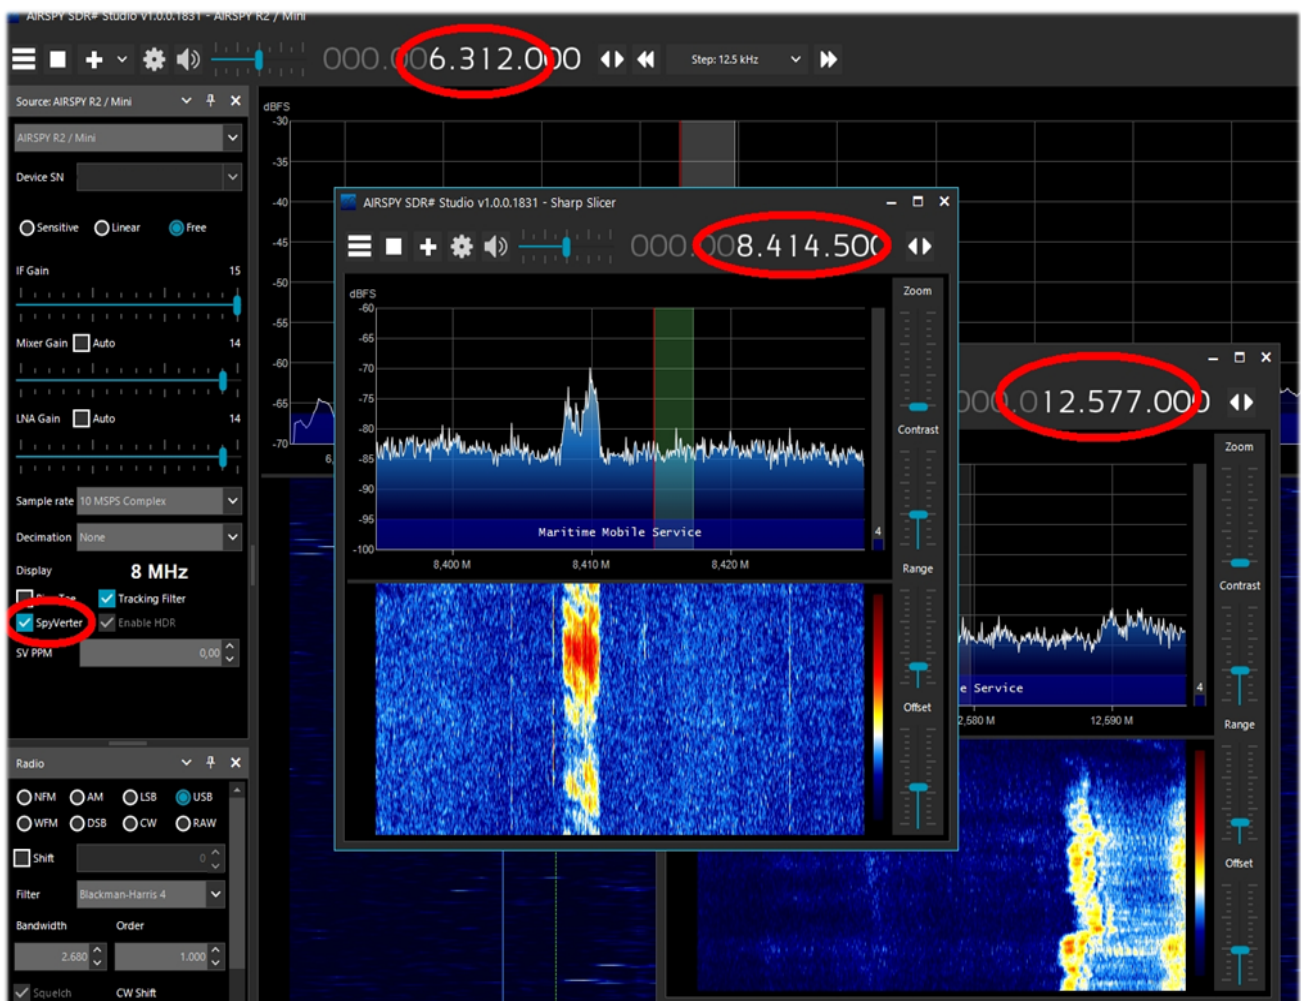 AIRSPY SDR# Studio v1.0.0.1831 - AIRSPY R2 / Mini
000.006.312.000
Step: 12.5 kHz
Source: AIRSPY R2 / Mini
AIRSPY R2 / Mini
Device SN
Sensitive Linear Free
IF Gain 15
Mixer Gain Auto 14
LNA Gain Auto 14
Sample rate 10 MSPS Complex
Decimation None
Display 8 MHz
Tracking Filter
SpyVerter Enable HDR
SV PPM 0,00
Radio
NFM AM LSB USB
WFM DSB CW RAW
Shift 0
Filter Blackman-Harris 4
Bandwidth Order
2.680 1.000
Squelch CW Shift
dBFS
-30
-35
-40
-45
-50
-55
-60
-65
-70
6,
AIRSPY SDR# Studio v1.0.0.1831 - Sharp Slicer
000.008.414.500
dBFS
-60
-65
-70
-75
-80
-85
-90
-95
-100
Maritime Mobile Service
4
8,400 M 8,410 M 8,420 M
Zoom
Contrast
Range
Offset
000.012.577.000
e Service
4
2,580 M 12,590 M
Zoom
Contrast
Range
Offset